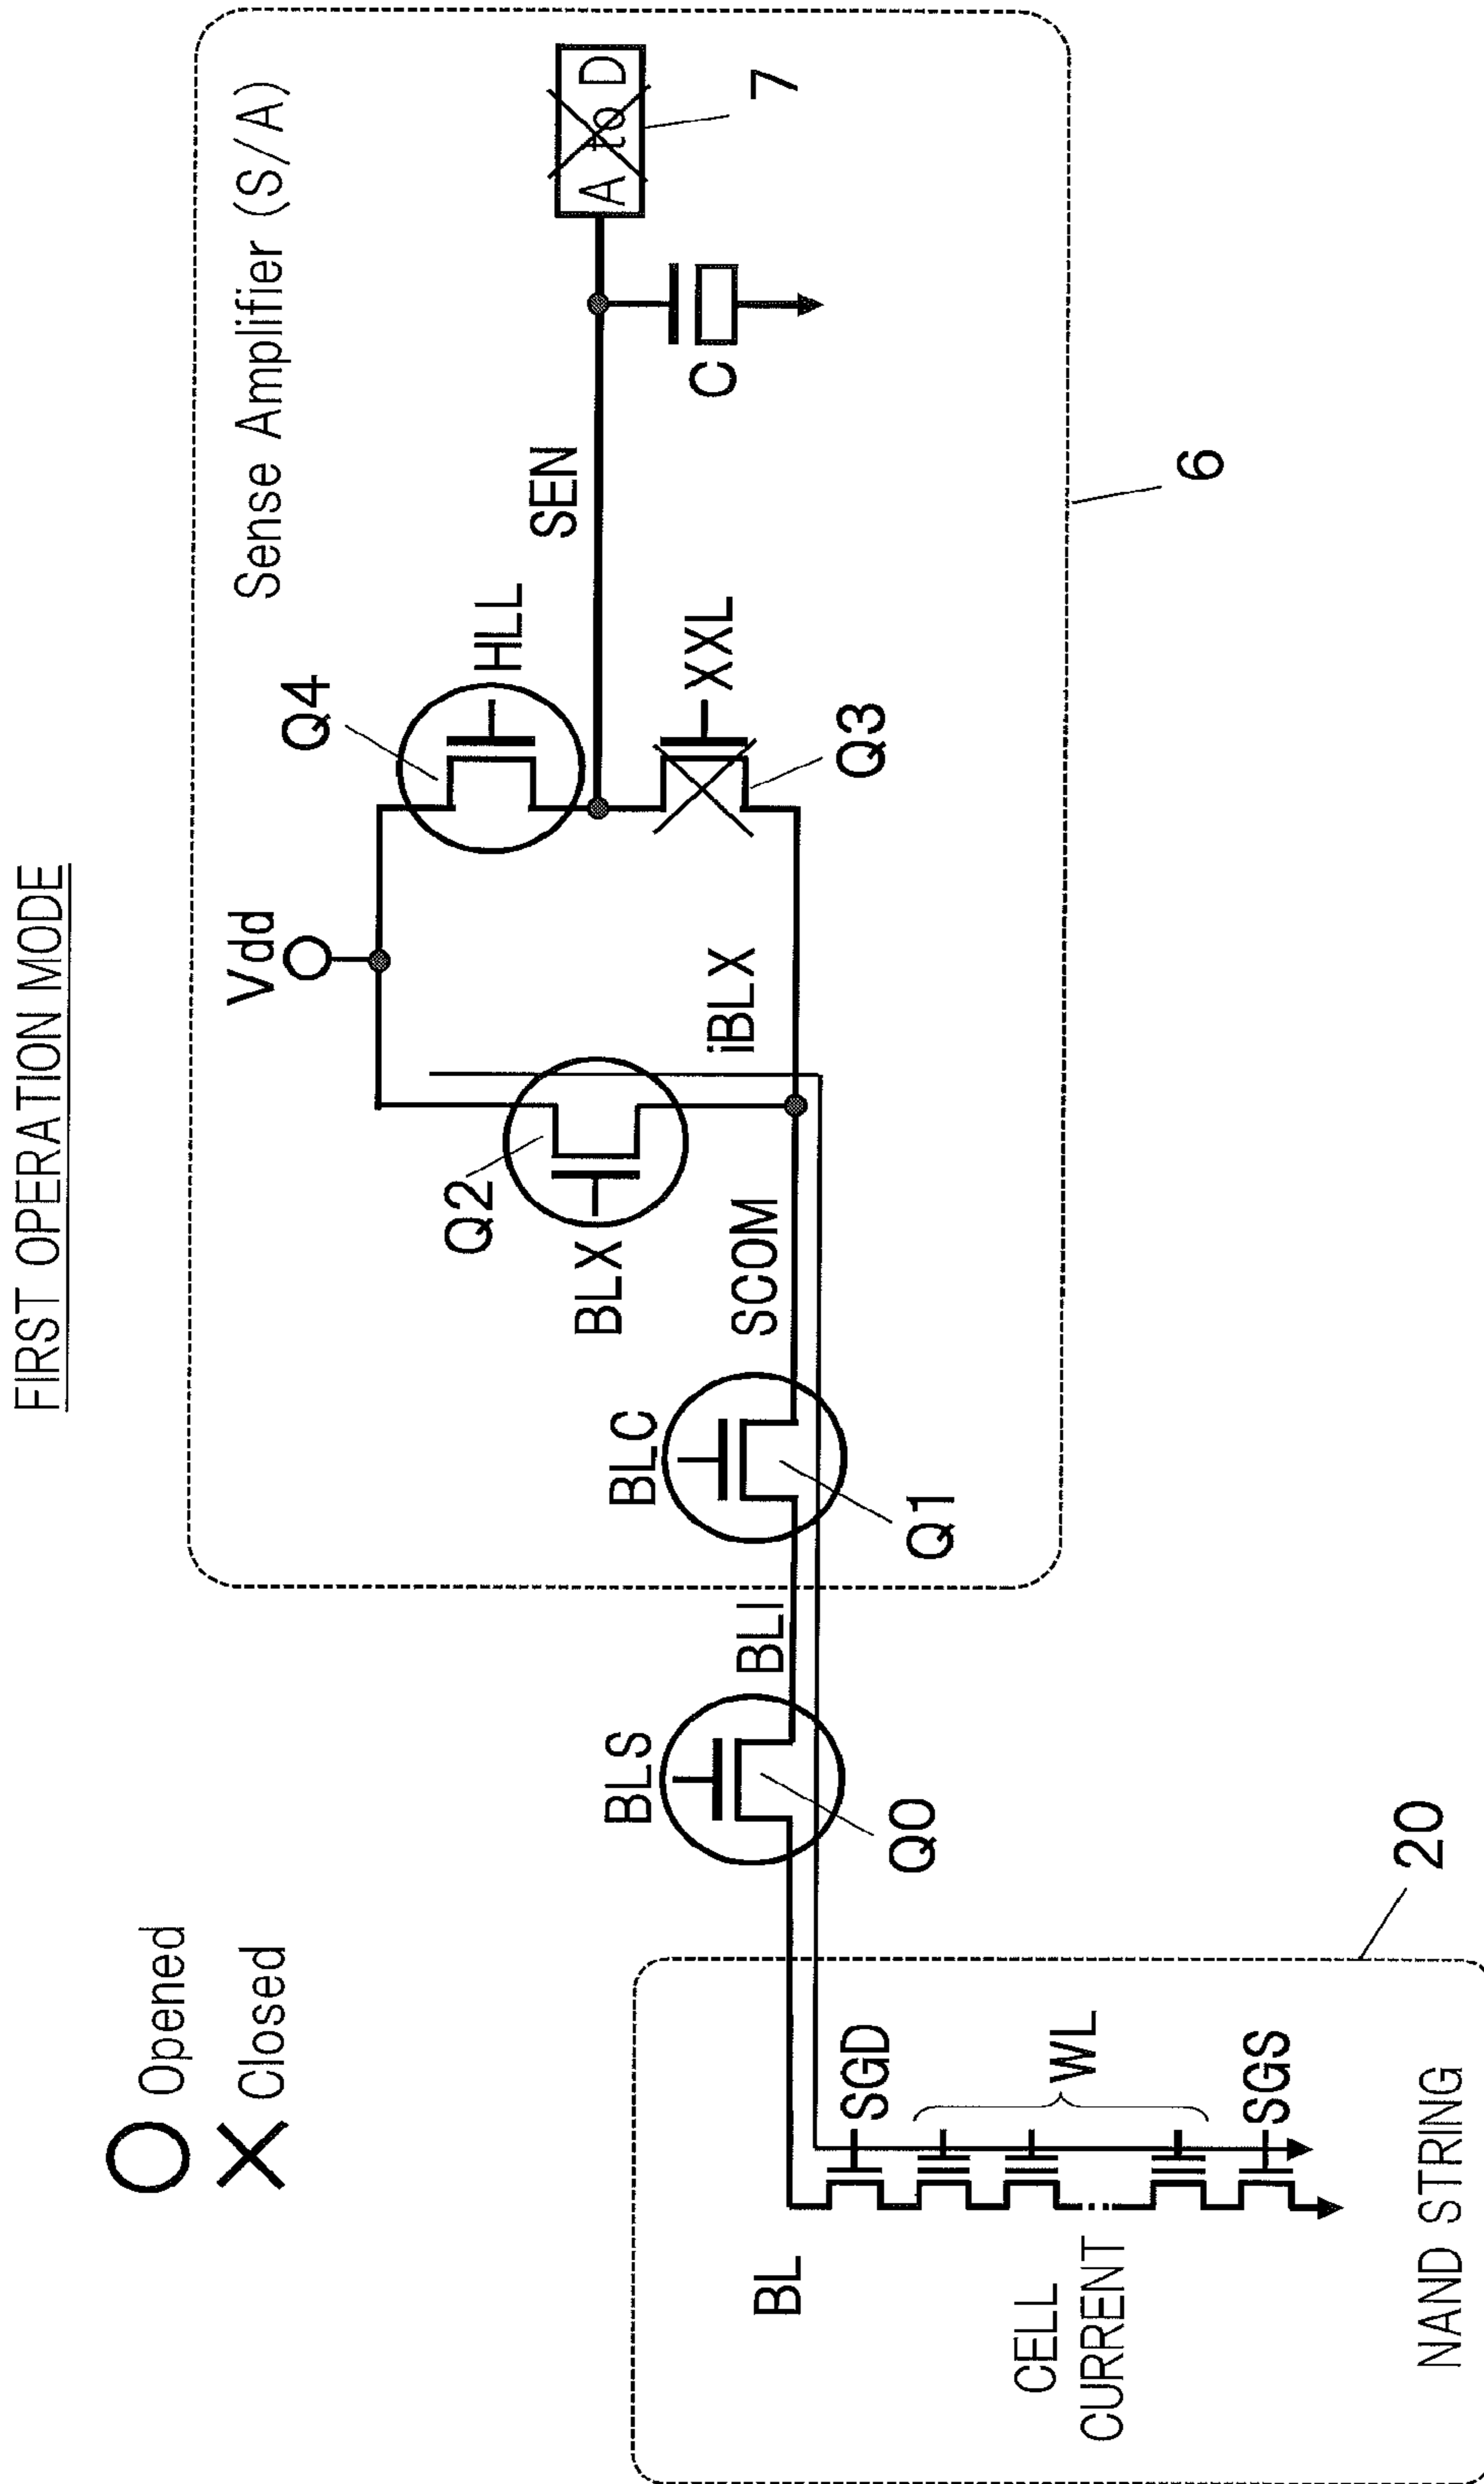 FIRST OPERATION MODE
Opened
Closed
Sense Amplifier (S/A)
Vdd
Q4
HLL
Q2
BLX
SEN
A to D
7
C
XXL
Q3
iBLX
SCOM
BLC
Q1
BLI
BLS
Q0
6
BL
SGD
WL
SGS
CELL
CURRENT
20
NAND STRING